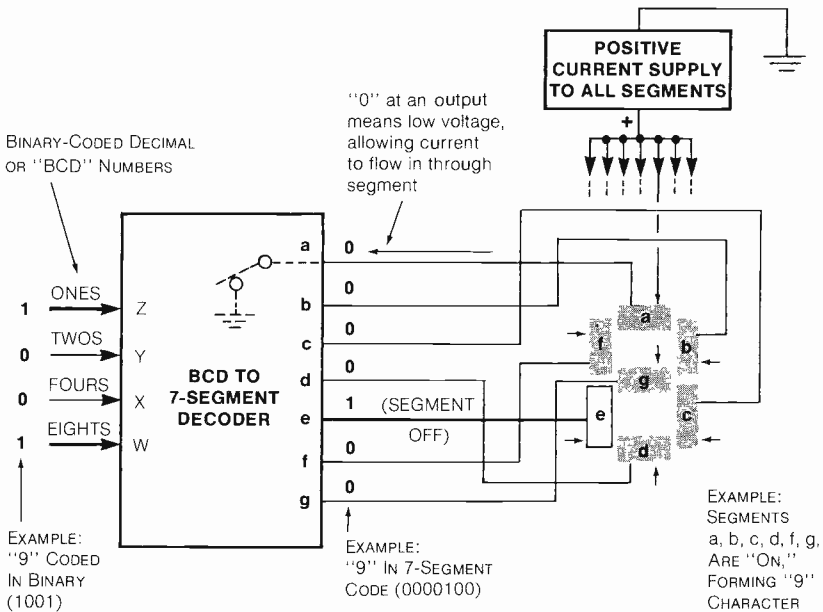 POSITIVE
CURRENT SUPPLY
TO ALL SEGMENTS
+
"0" at an output
means low voltage,
allowing current
to flow in through
segment
BINARY-CODED DECIMAL
OR "BCD" NUMBERS
1 ONES Z
0 TWOS Y
0 FOURS X
1 EIGHTS W
BCD TO
7-SEGMENT
DECODER
a 0
b 0
c 0
d 0
e 1 (SEGMENT
OFF)
f 0
g 0
a
f
b
g
e
c
d
EXAMPLE:
"9" CODED
IN BINARY
(1001)
EXAMPLE:
"9" IN 7-SEGMENT
CODE (0000100)
EXAMPLE:
SEGMENTS
a, b, c, d, f, g,
ARE "ON,"
FORMING "9"
CHARACTER